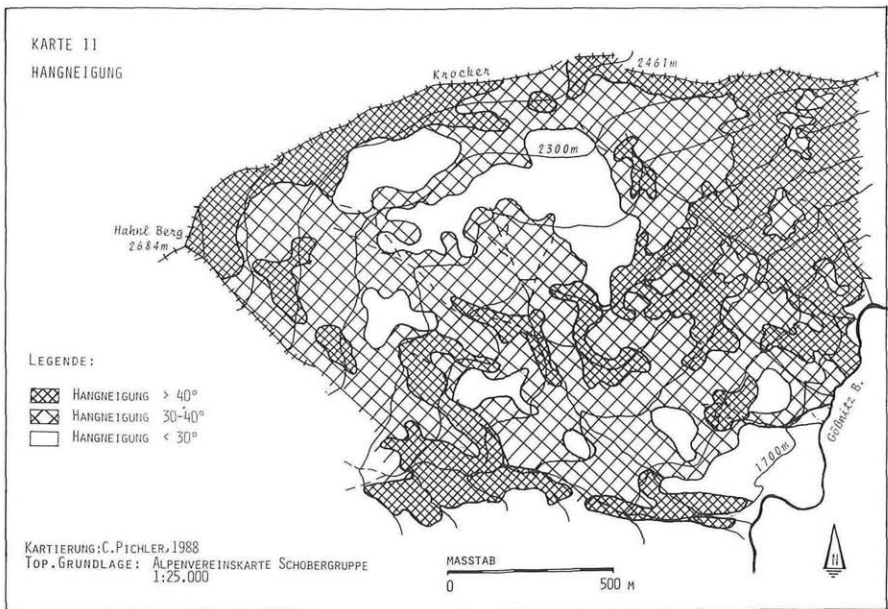 KARTE II
HANGNEIGUNG
Krocker
2461m
2300m
Hahnl Berg
2684m
LEGENDE:
HANGNEIGUNG > 40°
HANGNEIGUNG 30-40°
HANGNEIGUNG < 30°
GÖßNITZ B.
1700m
KARTIERUNG: C.PICHLER, 1988
TOP.GRUNDLAGE: ALPENVEREINSKARTE SCHOBERGRUPPE
1:25.000
MASSTAB
0 500 M
N